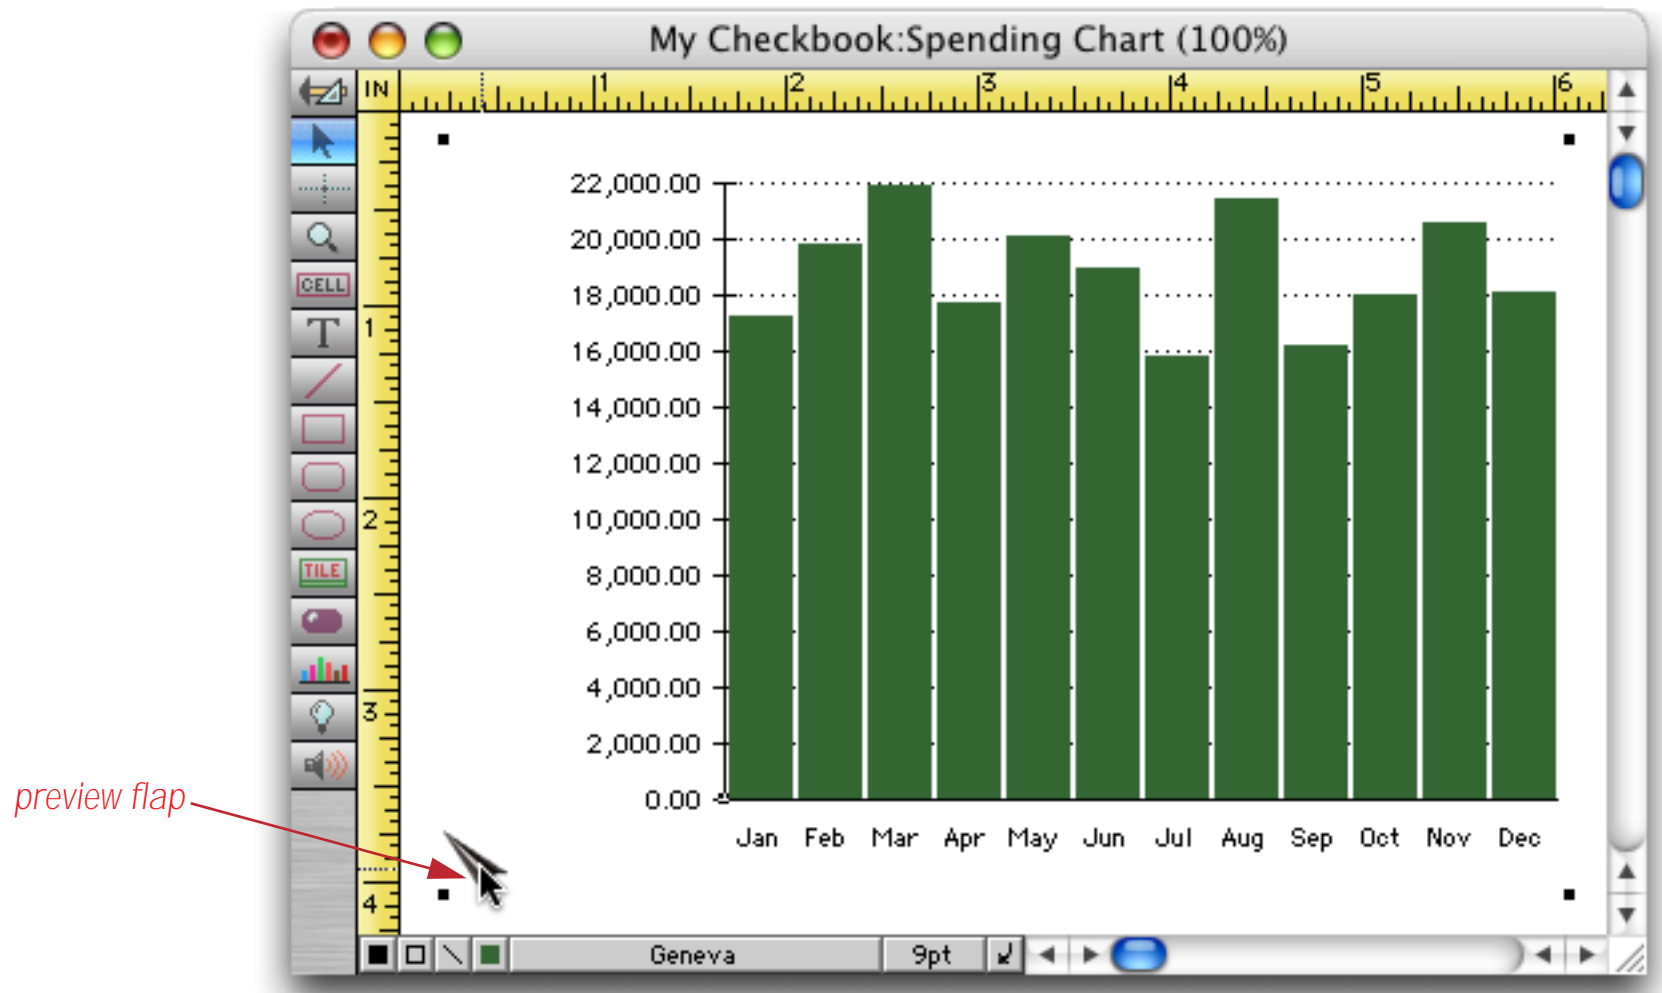 My Checkbook:Spending Chart (100%)
IN 1 2 3 4 5 6
CELL
T
TILE
1
2
3
4
22,000.00
20,000.00
18,000.00
16,000.00
14,000.00
12,000.00
10,000.00
8,000.00
6,000.00
4,000.00
2,000.00
0.00
Jan Feb Mar Apr May Jun Jul Aug Sep Oct Nov Dec
preview flap
Geneva 9pt